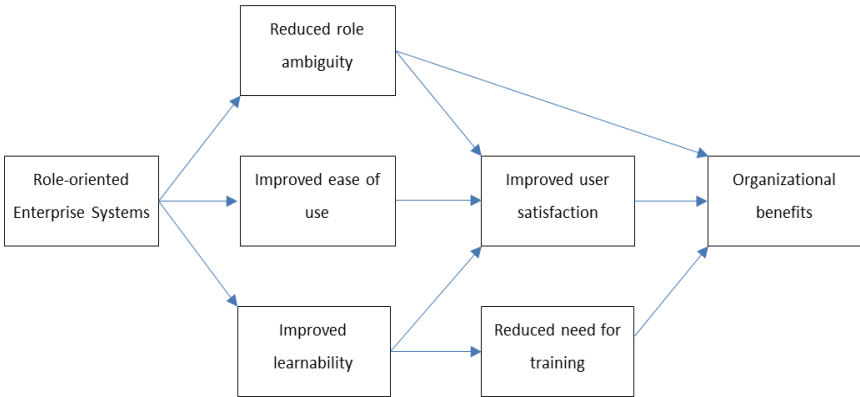 Reduced role
ambiguity
Role-oriented
Enterprise Systems
Improved ease of
use
Improved user
satisfaction
Organizational
benefits
Improved
learnability
Reduced need for
training